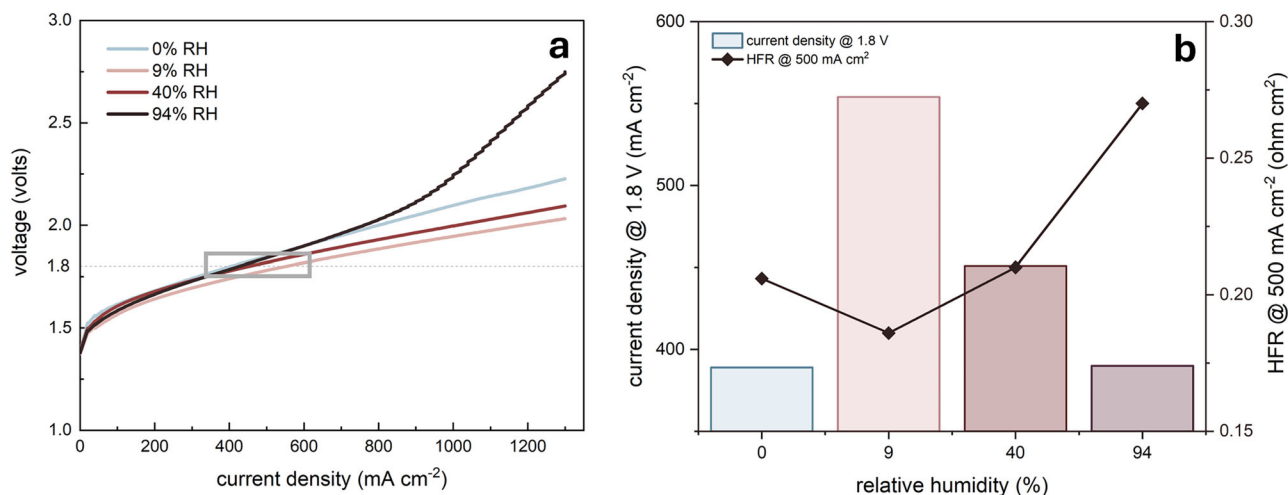 a
3.0
2.5
2.0
1.8
1.5
1.0
voltage (volts)
0% RH
9% RH
40% RH
94% RH
0 200 400 600 800 1000 1200
current density (mA cm⁻²)
b
600
500
400
current density @ 1.8 V (mA cm⁻²)
current density @ 1.8 V
HFR @ 500 mA cm²
0.30
0.25
0.20
0.15
HFR @ 500 mA cm⁻² (ohm cm²)
0 9 40 94
relative humidity (%)